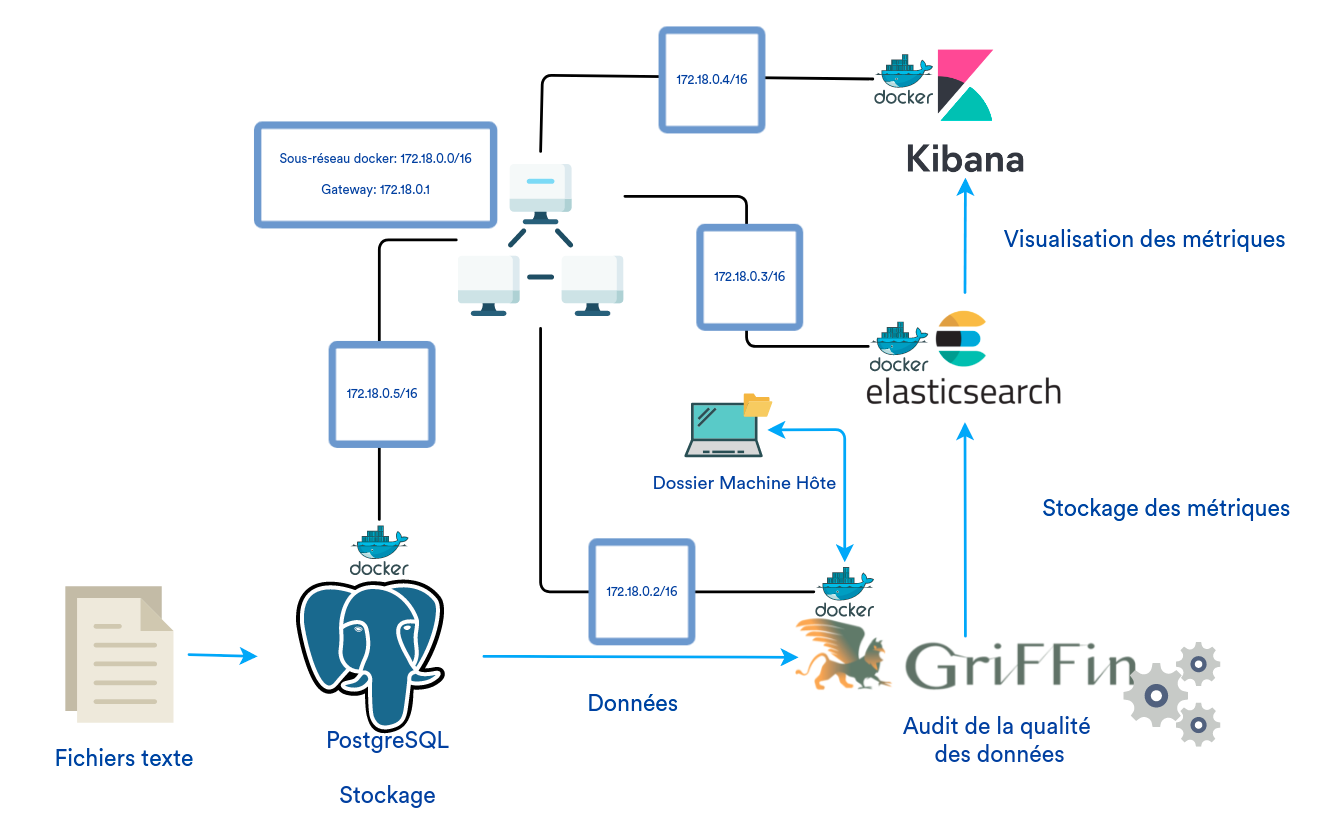 172.18.0.4/16
docker
Kibana
Sous-réseau docker: 172.18.0.0/16
Gateway: 172.18.0.1
Visualisation des métriques
172.18.0.3/16
docker
elasticsearch
172.18.0.5/16
Dossier Machine Hôte
Stockage des métriques
docker
172.18.0.2/16
docker
GriFFin
Données
PostgreSQL
Audit de la qualité
des données
Fichiers texte
Stockage